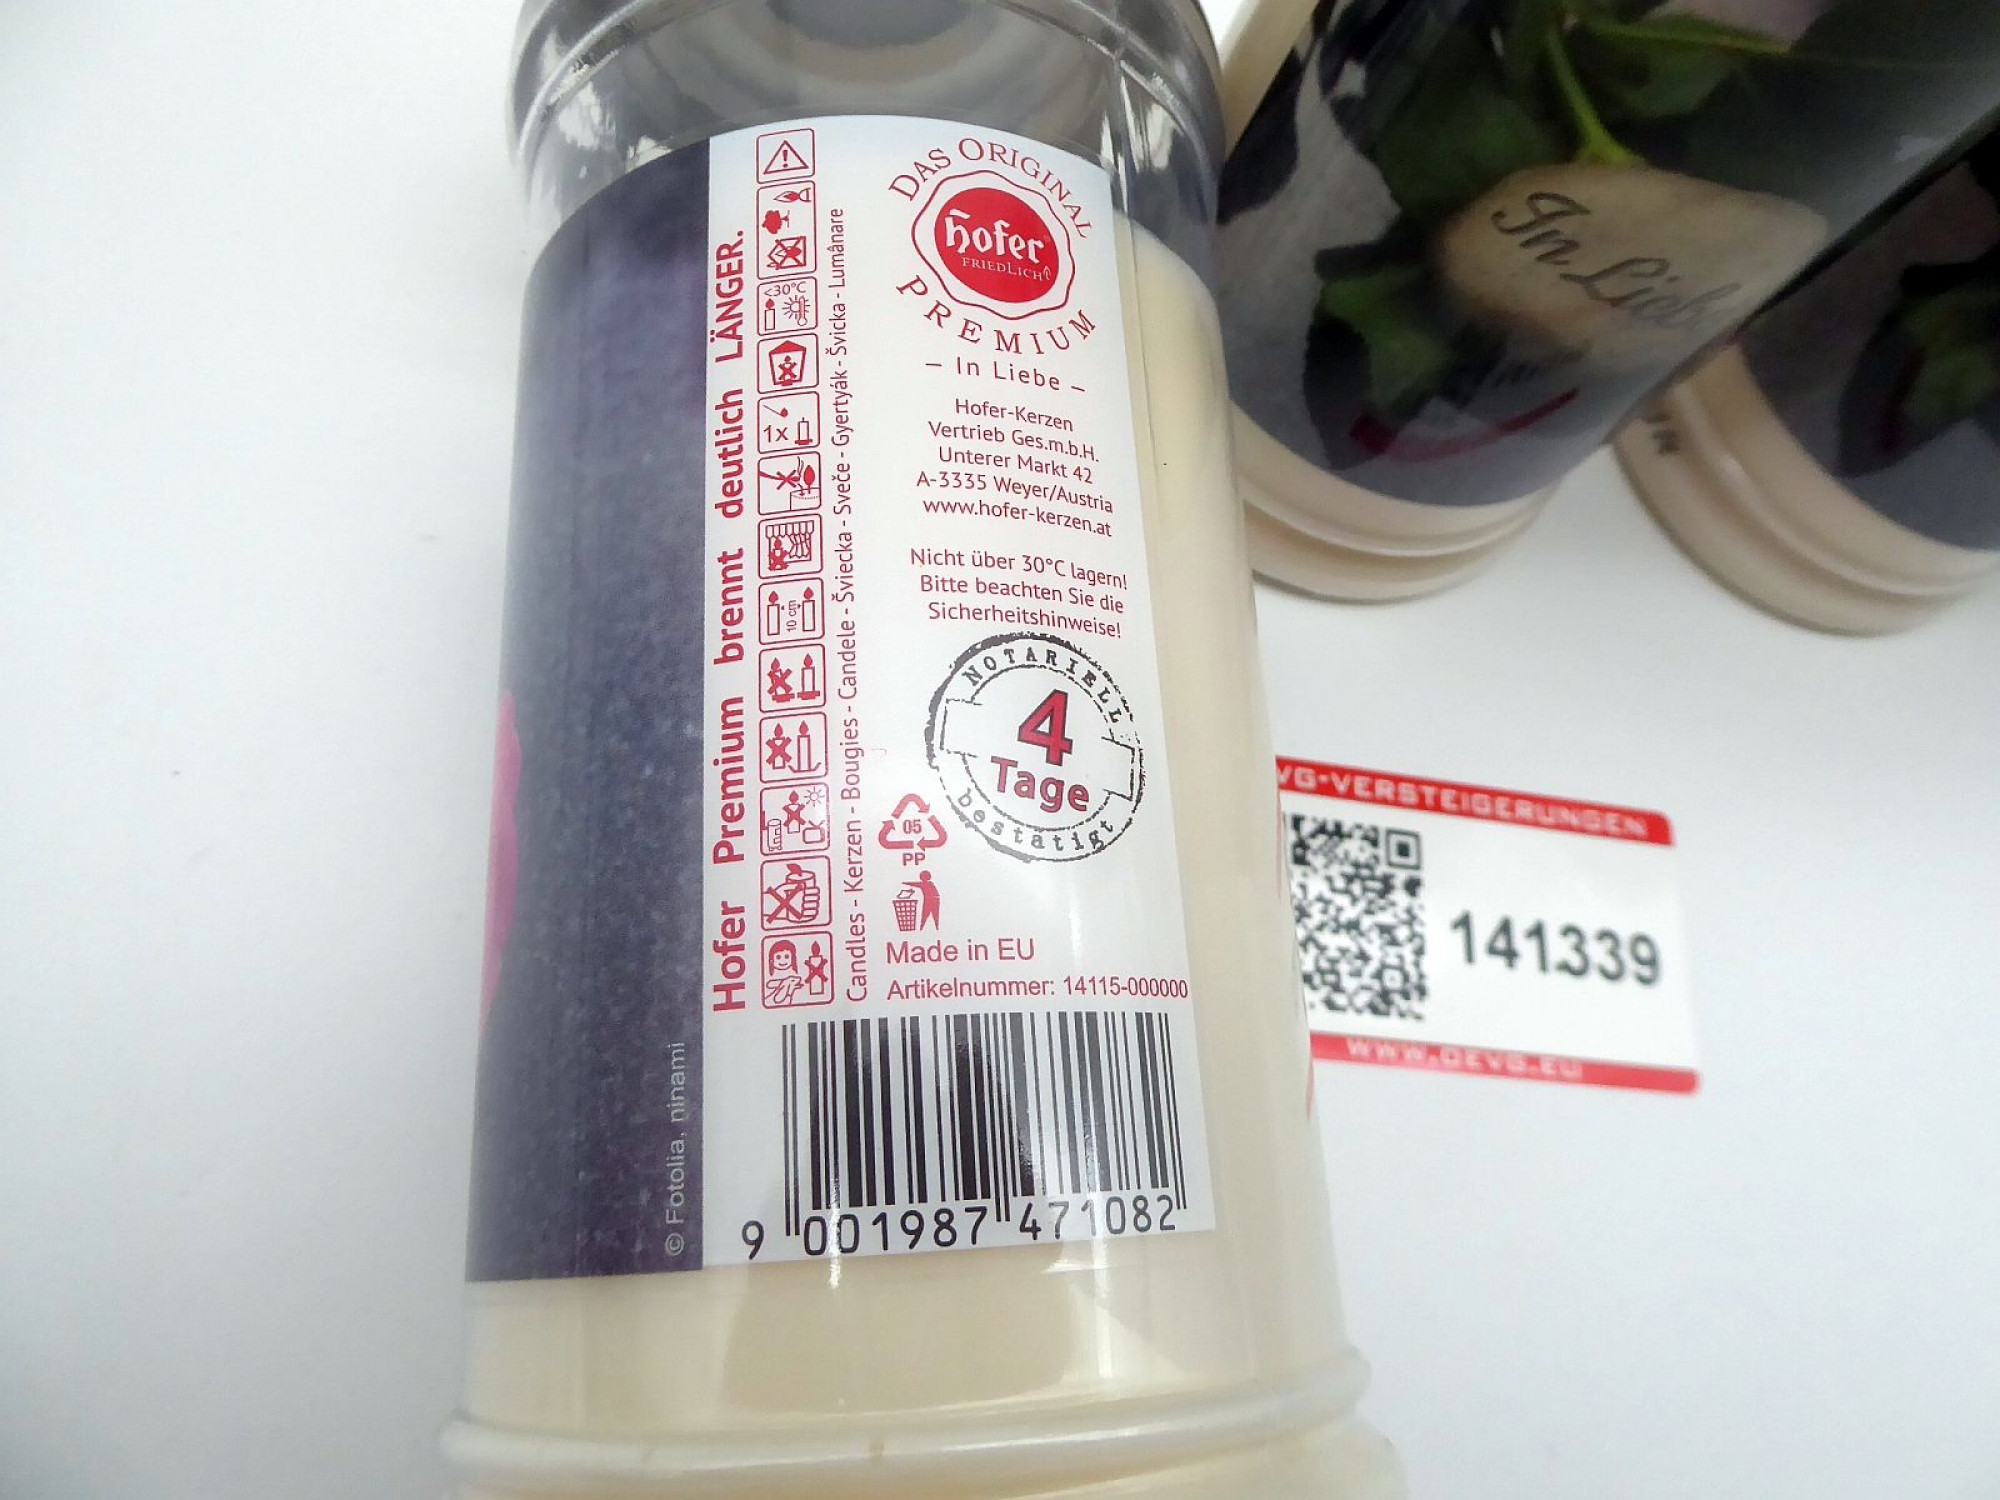 DAS ORIGINAL
hofer
FRIEDLICHT
PREMIUM
– In Liebe –
Hofer-Kerzen
Vertrieb Ges.m.b.H.
Unterer Markt 42
A-3335 Weyer/Austria
www.hofer-kerzen.at
Nicht über 30°C lagern!
Bitte beachten Sie die
Sicherheitshinweise!
NOTARIELL
4
Tage
bestätigt
05
PP
Made in EU
Artikelnummer: 14115-000000
9 001987 471082
Hofer Premium brennt deutlich LÄNGER.
<30°C
1x
10 cm
Candles - Kerzen - Bougies - Candele - Šviecka - Sveče - Gyertyák - Švicka - Lumânare
© Fotolia, ninami
In Liebe
VG-VERSTEIGERUNGEN
141339
WWW.OEVG.EU